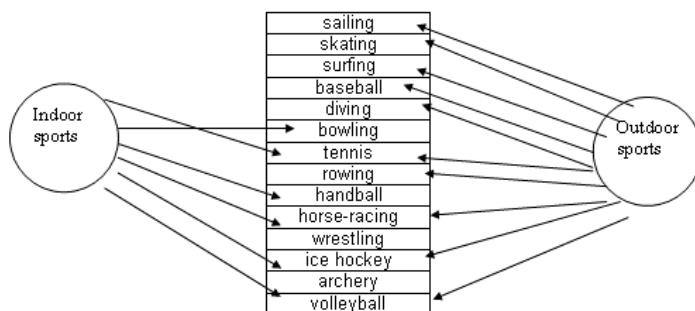 sailing
skating
surfing
baseball
diving
bowling
tennis
rowing
handball
horse-racing
wrestling
ice hockey
archery
volleyball
Indoor
sports
Outdoor
sports